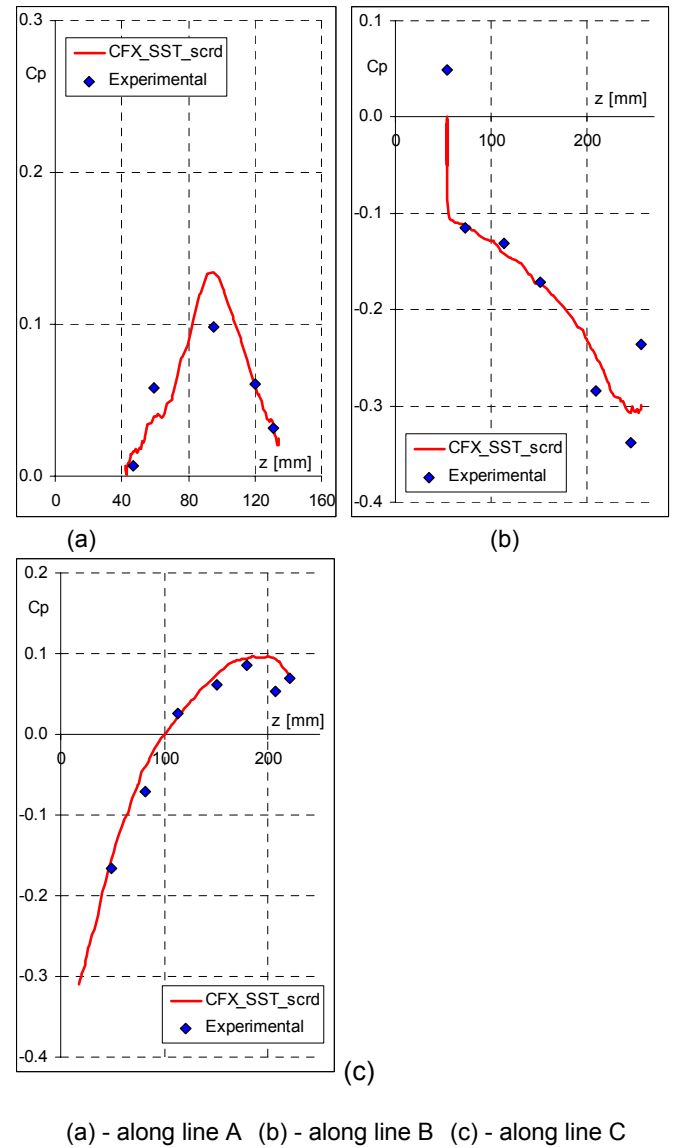 0.3
CFX_SST_scrd
Cp
Experimental
0.2
0.1
z [mm]
0.0
0 40 80 120 160
(a)
0.1
Cp
z [mm]
0.0
0 100 200
-0.1
-0.2
-0.3
CFX_SST_scrd
Experimental
-0.4
(b)
0.2
Cp
0.1
z [mm]
0.0
0 100 200
-0.1
-0.2
-0.3
CFX_SST_scrd
Experimental
-0.4
(c)
(a) - along line A (b) - along line B (c) - along line C